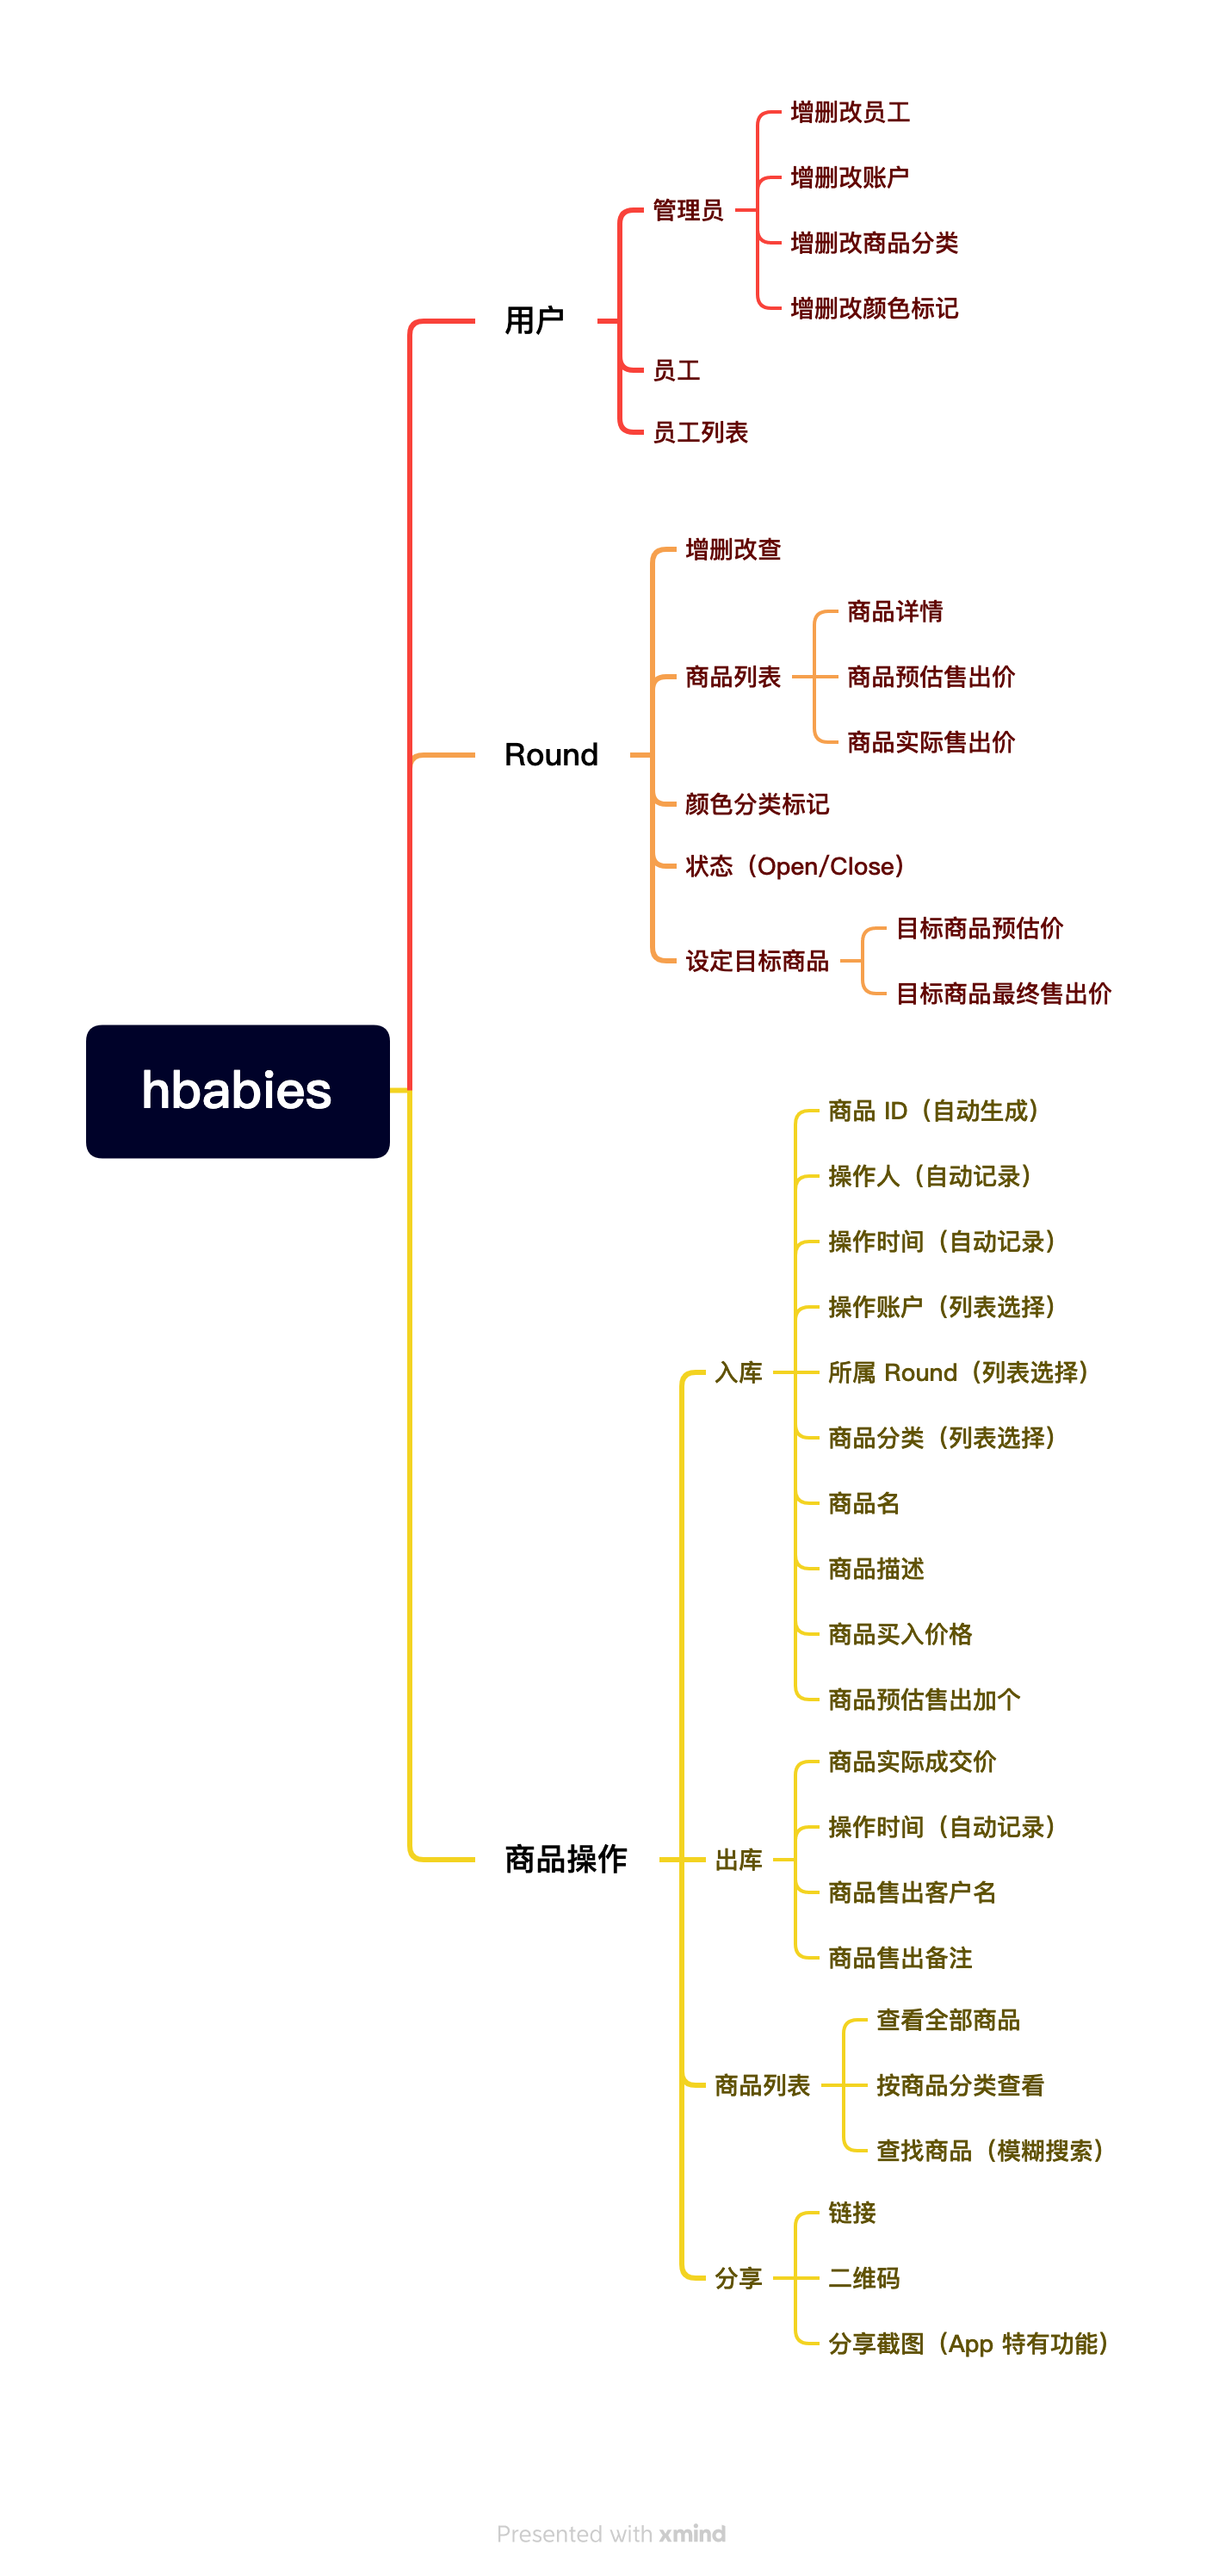 hbabies
用户
管理员
增删改员工
增删改账户
增删改商品分类
增删改颜色标记
员工
员工列表
Round
增删改查
商品列表
商品详情
商品预估售出价
商品实际售出价
颜色分类标记
状态（Open/Close）
设定目标商品
目标商品预估价
目标商品最终售出价
商品操作
入库
商品 ID（自动生成）
操作人（自动记录）
操作时间（自动记录）
操作账户（列表选择）
所属 Round（列表选择）
商品分类（列表选择）
商品名
商品描述
商品买入价格
商品预估售出加个
出库
商品实际成交价
操作时间（自动记录）
商品售出客户名
商品售出备注
商品列表
查看全部商品
按商品分类查看
查找商品（模糊搜索）
分享
链接
二维码
分享截图（App 特有功能）
Presented with xmind